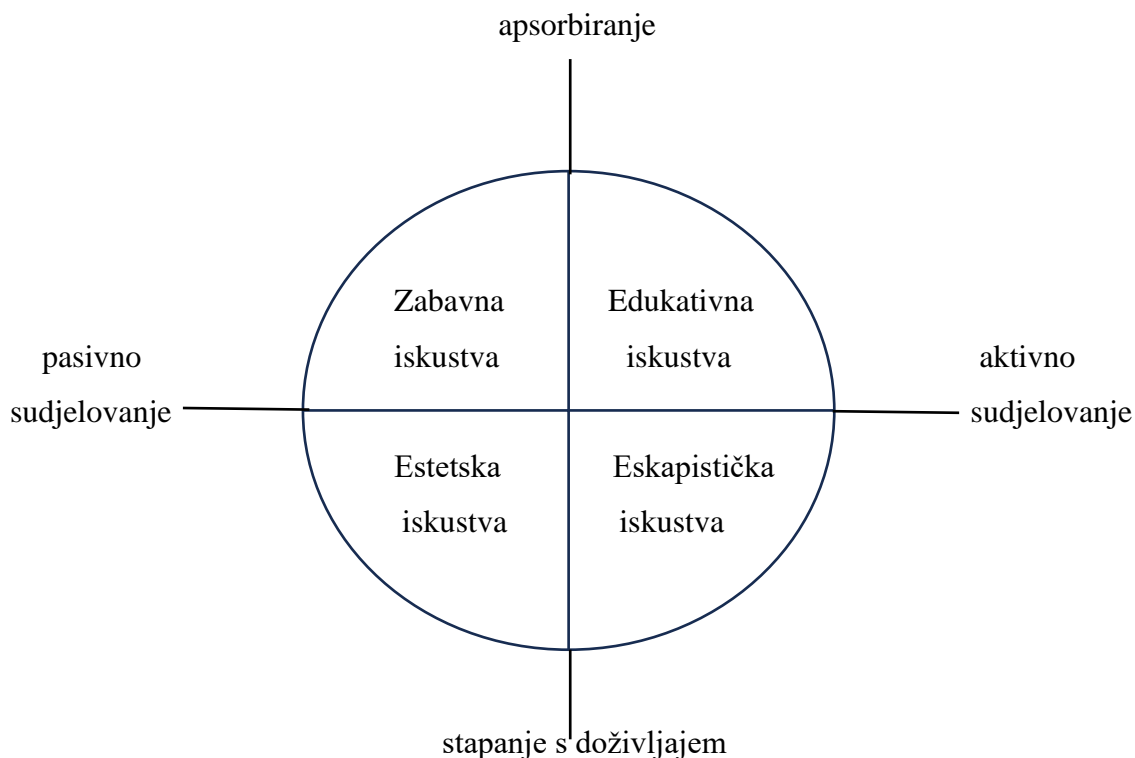 apsorbiranje
Zabavna
iskustva
Edukativna
iskustva
pasivno
sudjelovanje
aktivno
sudjelovanje
Estetska
iskustva
Eskapistička
iskustva
stapanje s doživljajem